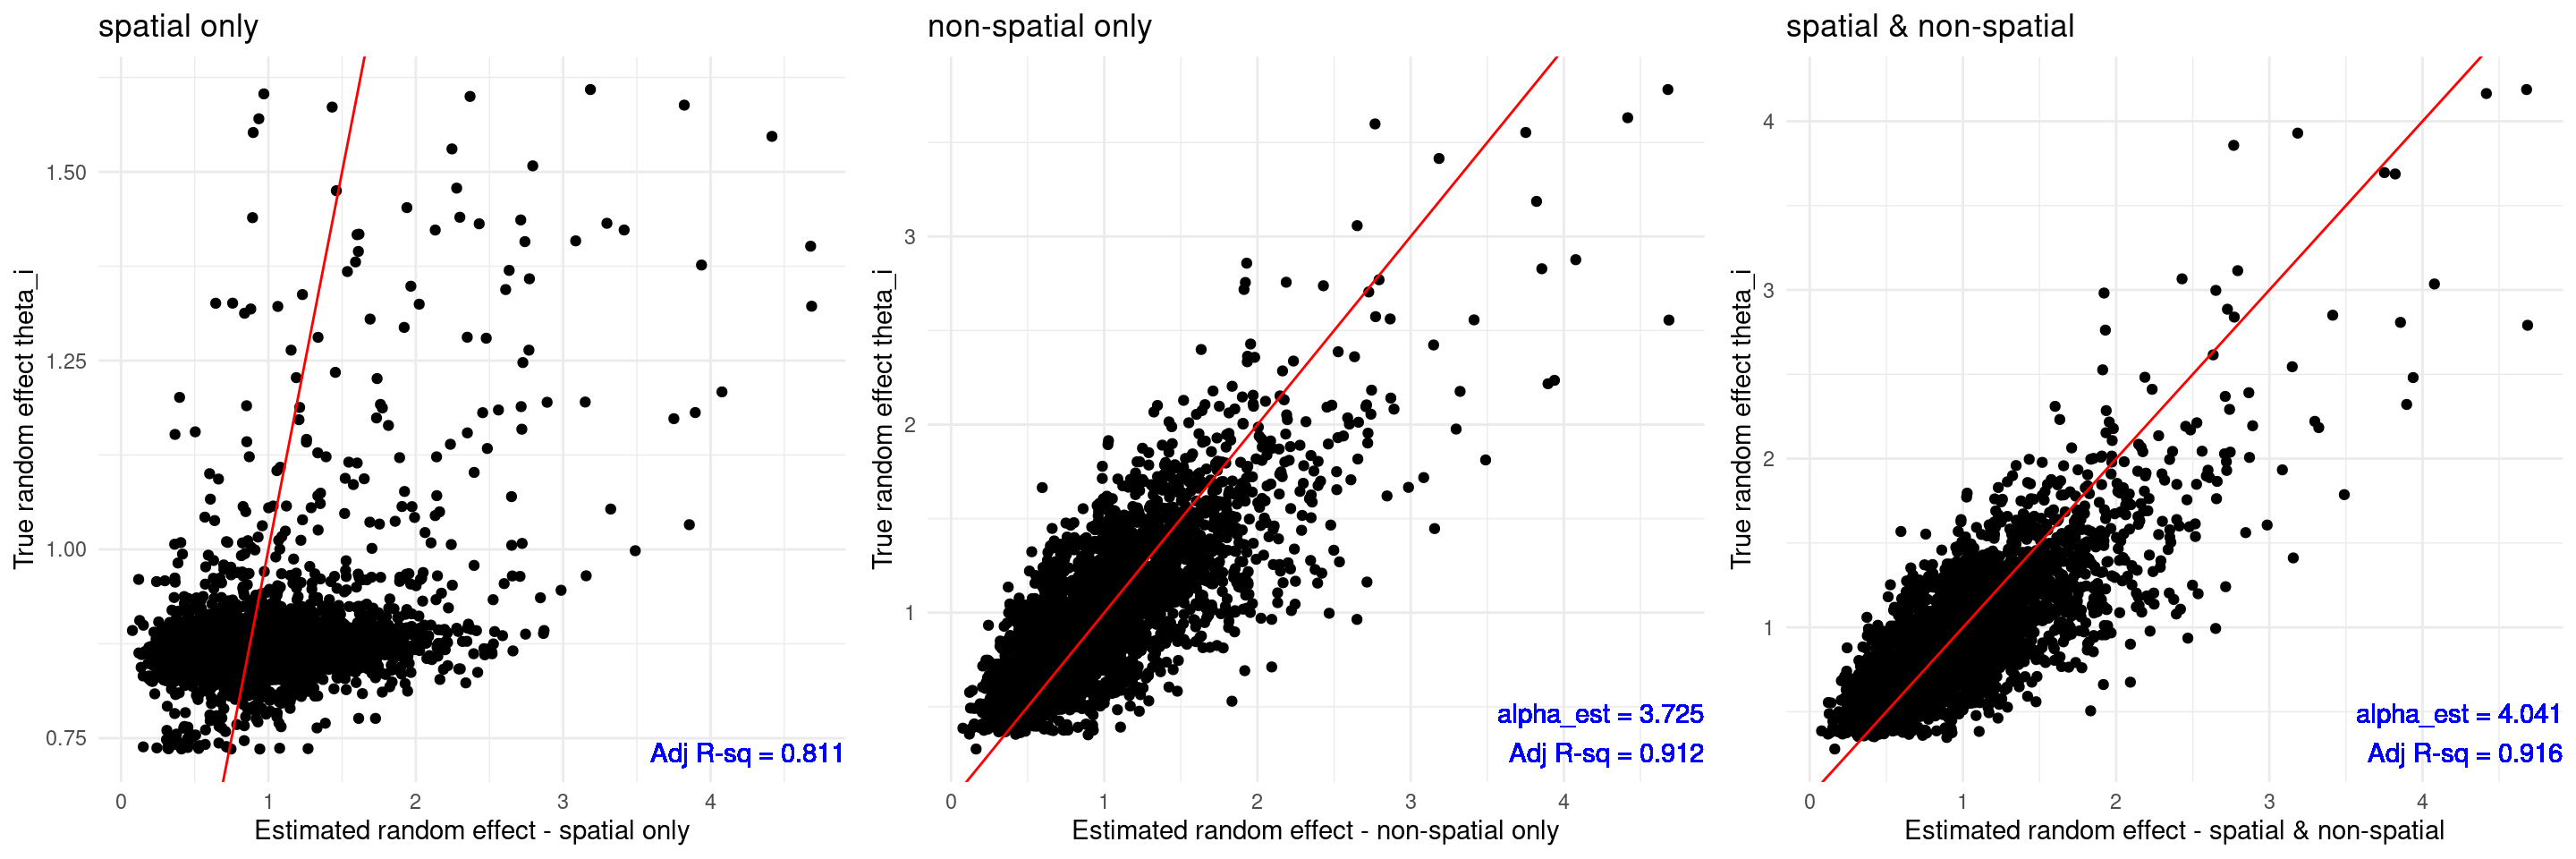 spatial only
True random effect theta_i
1.50
1.25
1.00
0.75
Adj R-sq = 0.811
0 1 2 3 4
Estimated random effect - spatial only
non-spatial only
True random effect theta_i
3
2
1
alpha_est = 3.725
Adj R-sq = 0.912
0 1 2 3 4
Estimated random effect - non-spatial only
spatial & non-spatial
True random effect theta_i
4
3
2
1
alpha_est = 4.041
Adj R-sq = 0.916
0 1 2 3 4
Estimated random effect - spatial & non-spatial